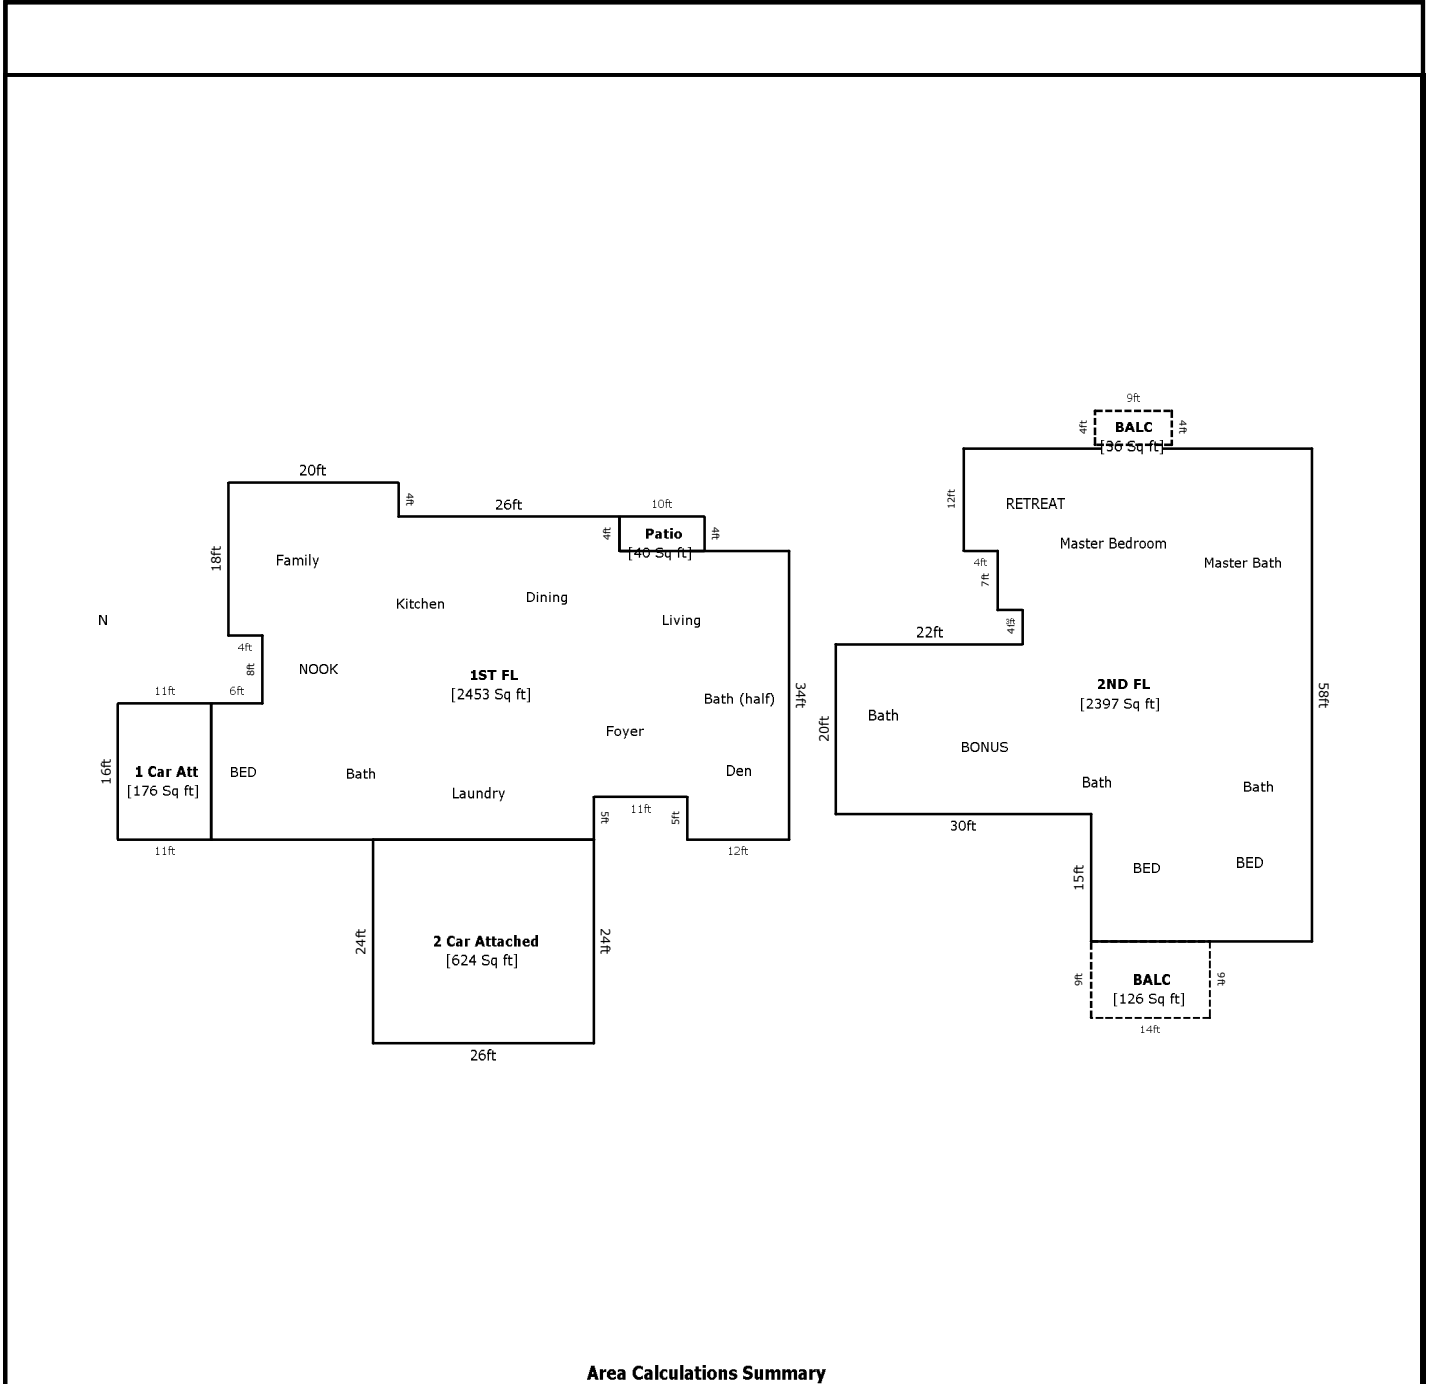 9ft
4ft
BALC
4ft
[36 Sq ft]
20ft
4ft
26ft
10ft
12ft
RETREAT
4ft
Patio
4ft
[40 Sq ft]
18ft
Family
Master Bedroom
Master Bath
4ft
7ft
Kitchen
Dining
N
Living
4ft
22ft
4ft
8ft
NOOK
1ST FL
[2453 Sq ft]
11ft
6ft
Bath (half)
34ft
2ND FL
[2397 Sq ft]
58ft
Foyer
20ft
Bath
BONUS
16ft
1 Car Att
[176 Sq ft]
BED
Bath
Den
Laundry
Bath
Bath
5ft
11ft
5ft
11ft
12ft
30ft
15ft
BED
BED
24ft
2 Car Attached
[624 Sq ft]
24ft
9ft
BALC
[126 Sq ft]
9ft
14ft
26ft
Area Calculations Summary